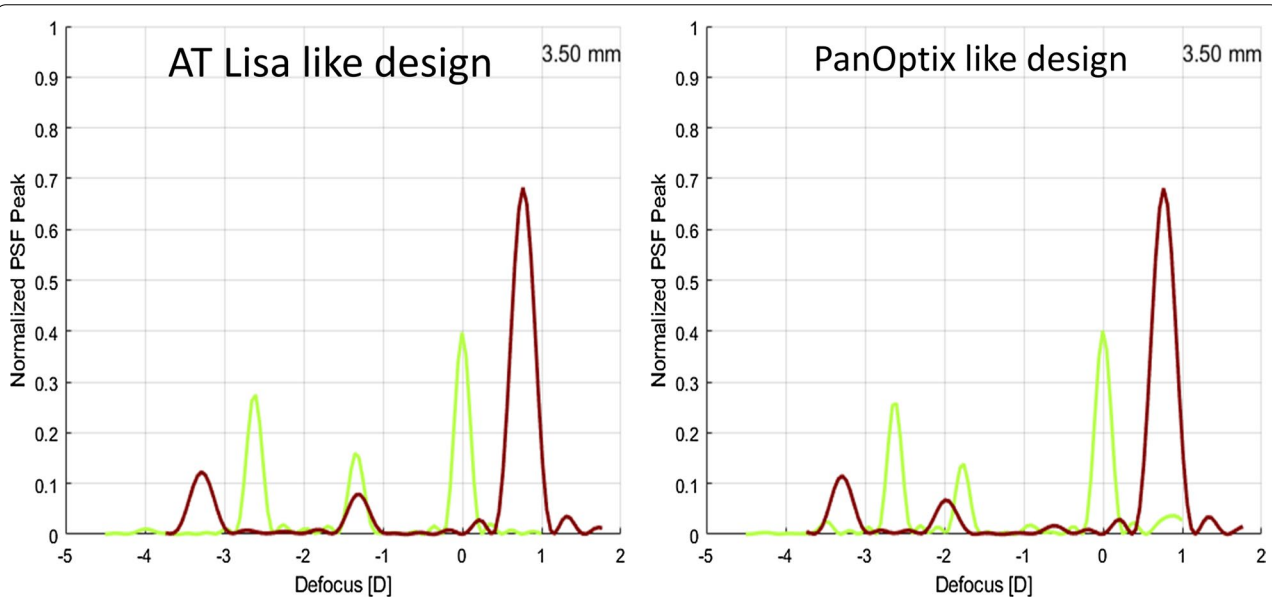 AT Lisa like design
3.50 mm
Normalized PSF Peak
1
0.9
0.8
0.7
0.6
0.5
0.4
0.3
0.2
0.1
0
-5 -4 -3 -2 -1 0 1 2
Defocus [D]
PanOptix like design
3.50 mm
Normalized PSF Peak
1
0.9
0.8
0.7
0.6
0.5
0.4
0.3
0.2
0.1
0
-5 -4 -3 -2 -1 0 1 2
Defocus [D]